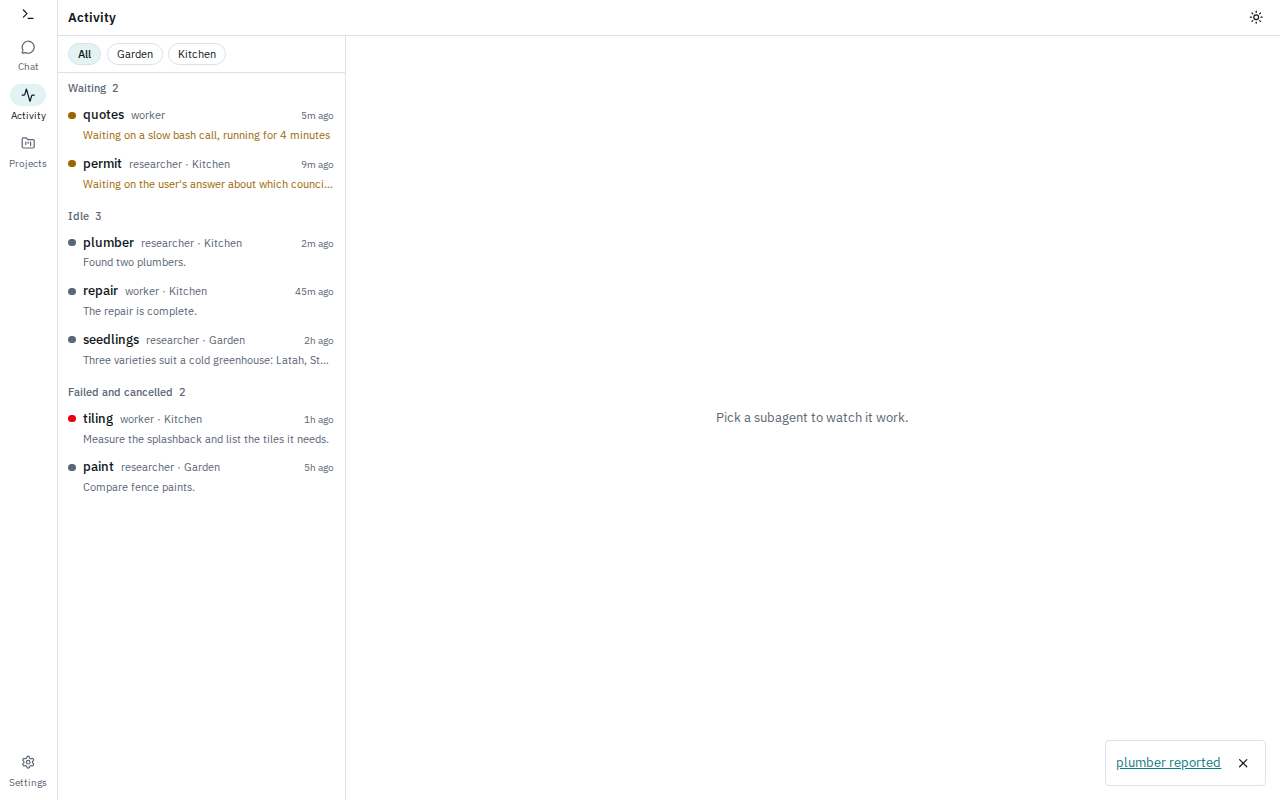 Activity
Chat
Activity
Projects
Settings
All
Garden
Kitchen
Waiting 2
quotes worker 5m ago
Waiting on a slow bash call, running for 4 minutes
permit researcher · Kitchen 9m ago
Waiting on the user's answer about which counci…
Idle 3
plumber researcher · Kitchen 2m ago
Found two plumbers.
repair worker · Kitchen 45m ago
The repair is complete.
seedlings researcher · Garden 2h ago
Three varieties suit a cold greenhouse: Latah, St…
Failed and cancelled 2
tiling worker · Kitchen 1h ago
Measure the splashback and list the tiles it needs.
paint researcher · Garden 5h ago
Compare fence paints.
Pick a subagent to watch it work.
plumber reported